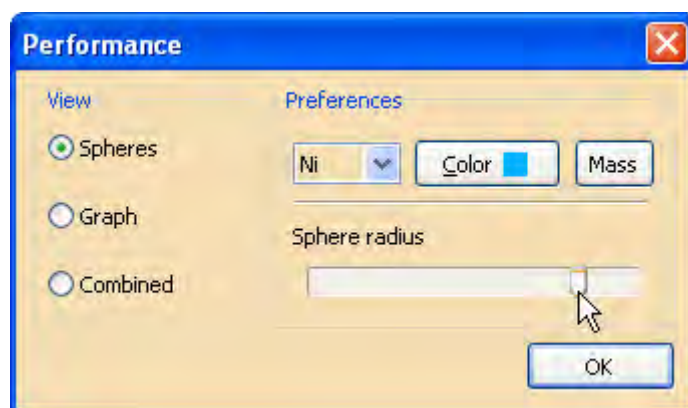 Performance
View
Spheres
Graph
Combined
Preferences
Ni Color Mass
Sphere radius
OK